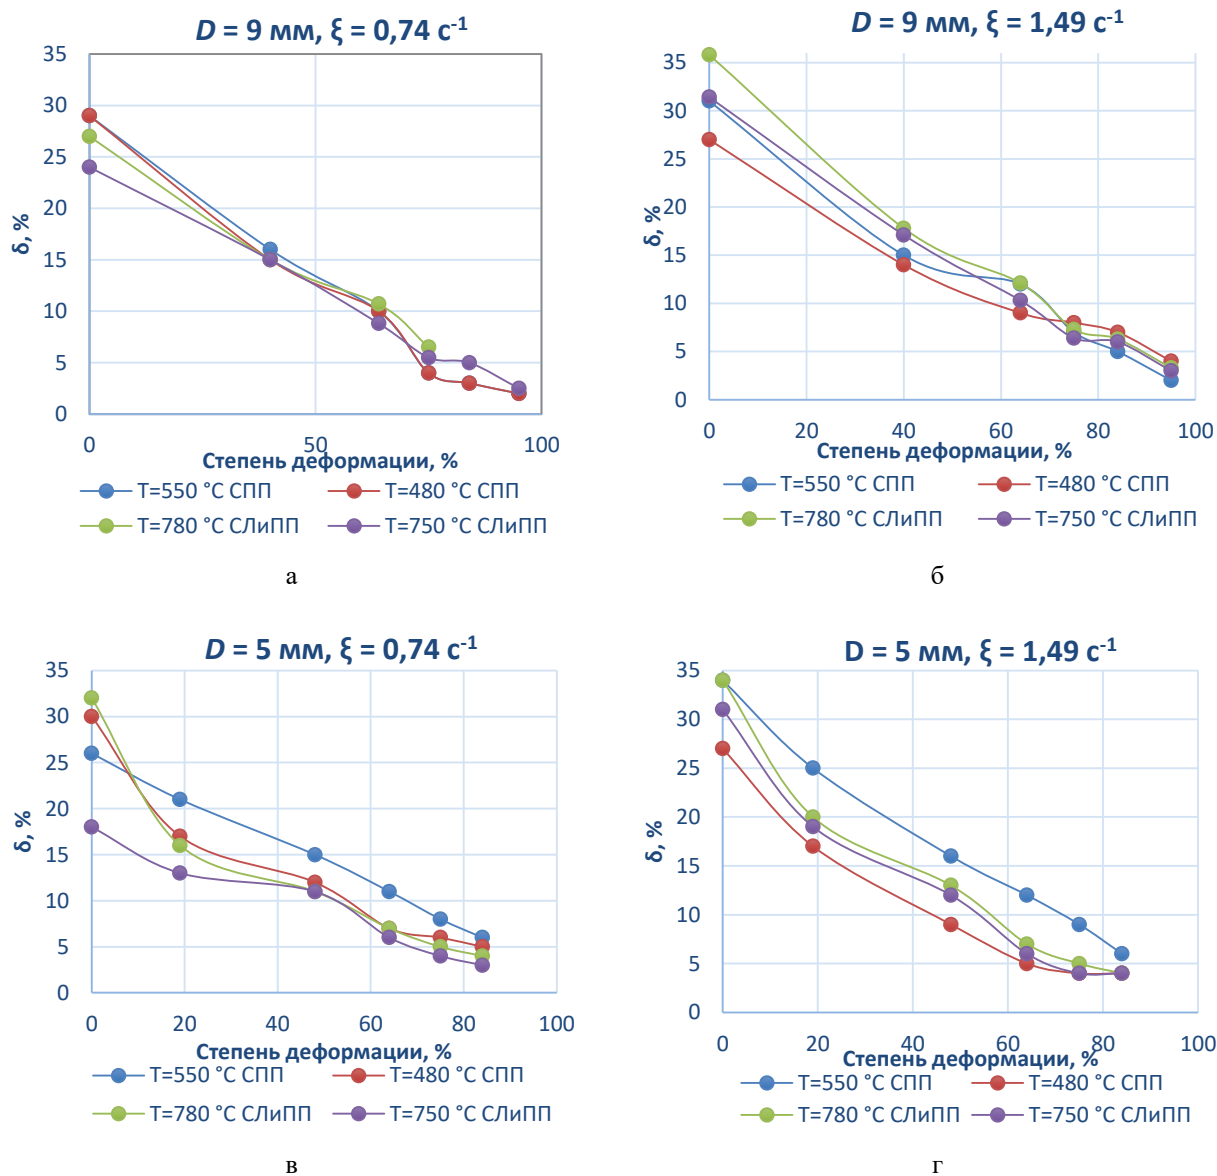 D = 9 мм, ξ = 0,74 с-1
35
30
25
20
15
10
5
0
δ, %
0 50 100
Степень деформации, %
T=550 °C СПП T=480 °C СПП
T=780 °C СЛиПП T=750 °C СЛиПП
а
D = 9 мм, ξ = 1,49 с-1
35
30
25
20
15
10
5
0
δ, %
0 20 40 60 80 100
Степень деформации, %
T=550 °C СПП T=480 °C СПП
T=780 °C СЛиПП T=750 °C СЛиПП
б
D = 5 мм, ξ = 0,74 с-1
35
30
25
20
15
10
5
0
δ, %
0 20 40 60 80 100
Степень деформации, %
T=550 °C СПП T=480 °C СПП
T=780 °C СЛиПП T=750 °C СЛиПП
в
D = 5 мм, ξ = 1,49 с-1
35
30
25
20
15
10
5
0
δ, %
0 20 40 60 80 100
Степень деформации, %
T=550 °C СПП T=480 °C СПП
T=780 °C СЛиПП T=750 °C СЛиПП
г